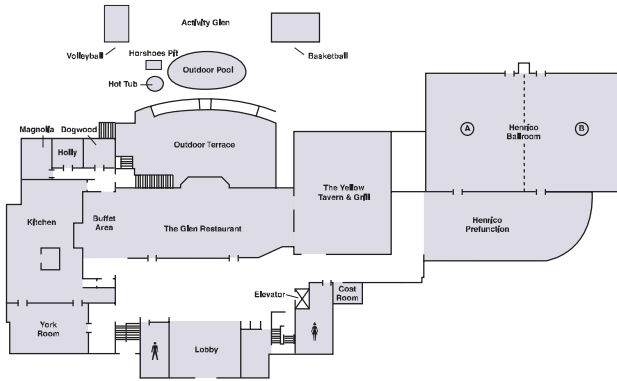 Activity Glen
Volleyball
Horshoes Pit
Basketball
Outdoor Pool
Hot Tub
Magnolia
Dogwood
Holly
Outdoor Terrace
A
Henrico
Ballroom
B
The Yellow
Tavern & Grill
Kitchen
Buffet
Area
The Glen Restaurant
Henrico
Prefunction
Elevator
Coat
Room
York
Room
Lobby